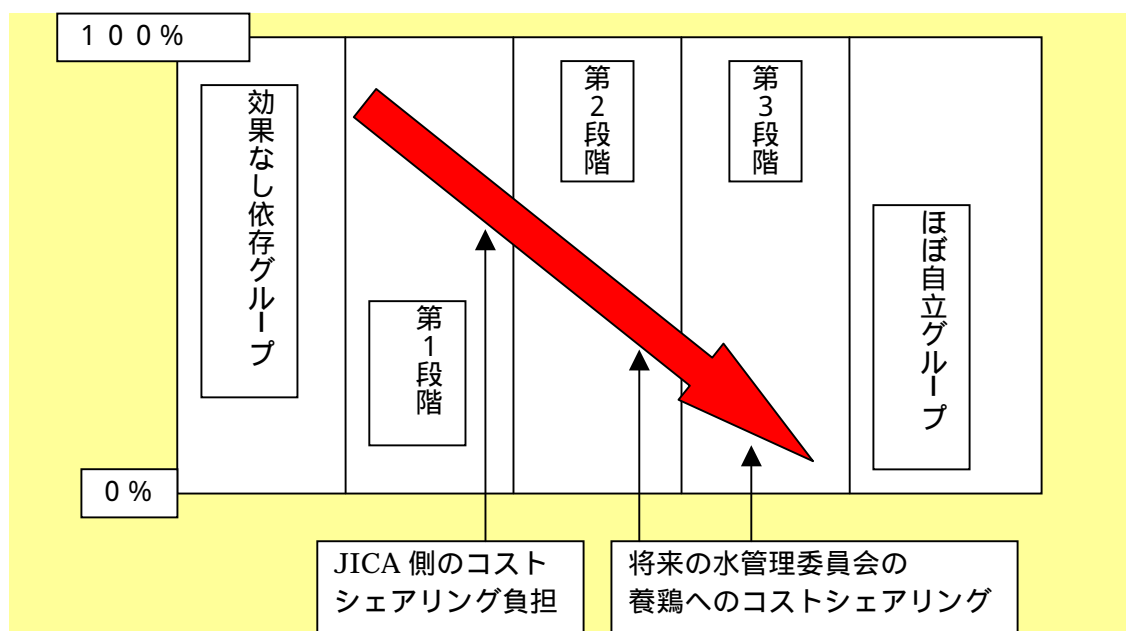 １００%
効果なし依存グループ
第1段階
第2段階
第3段階
ほぼ自立グループ
0%
JICA 側のコスト
シェアリング負担
将来の水管理委員会の
養鶏へのコストシェアリング